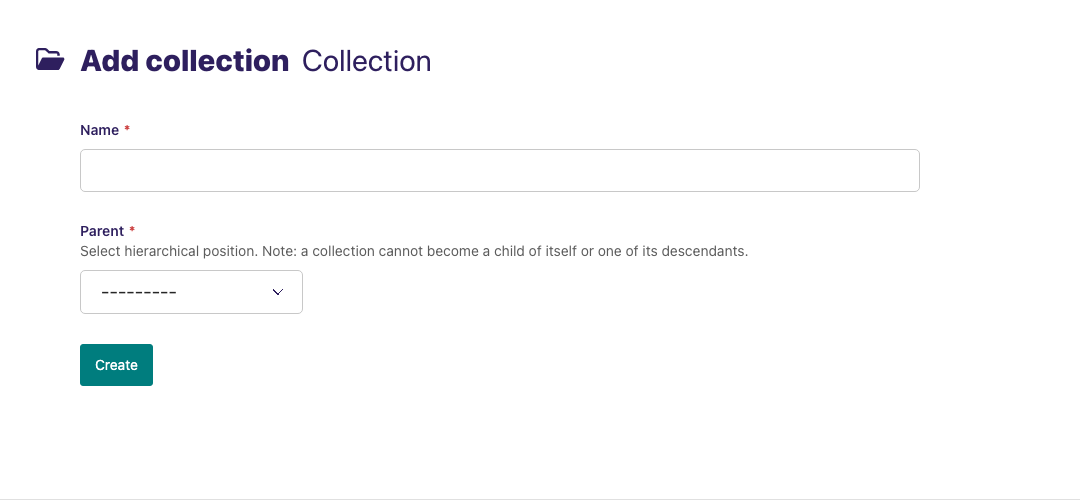 Add collection Collection
Name *
Parent *
Select hierarchical position. Note: a collection cannot become a child of itself or one of its descendants.
---------
Create